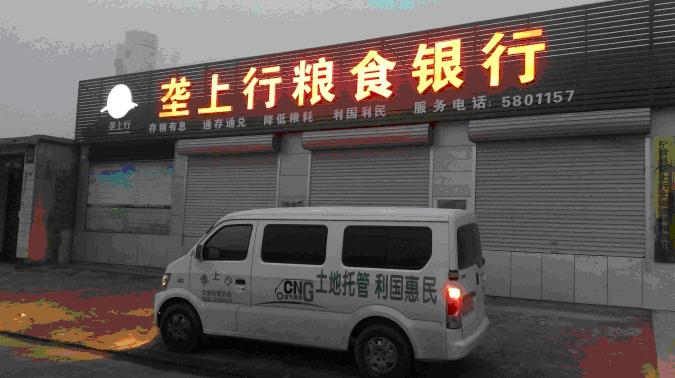 垄上行粮食银行
垄上行
存粮有息 通存通兑 降低粮耗 利国利民 服务电话：5801157
垄上行
CNG
土地托管 利国惠民